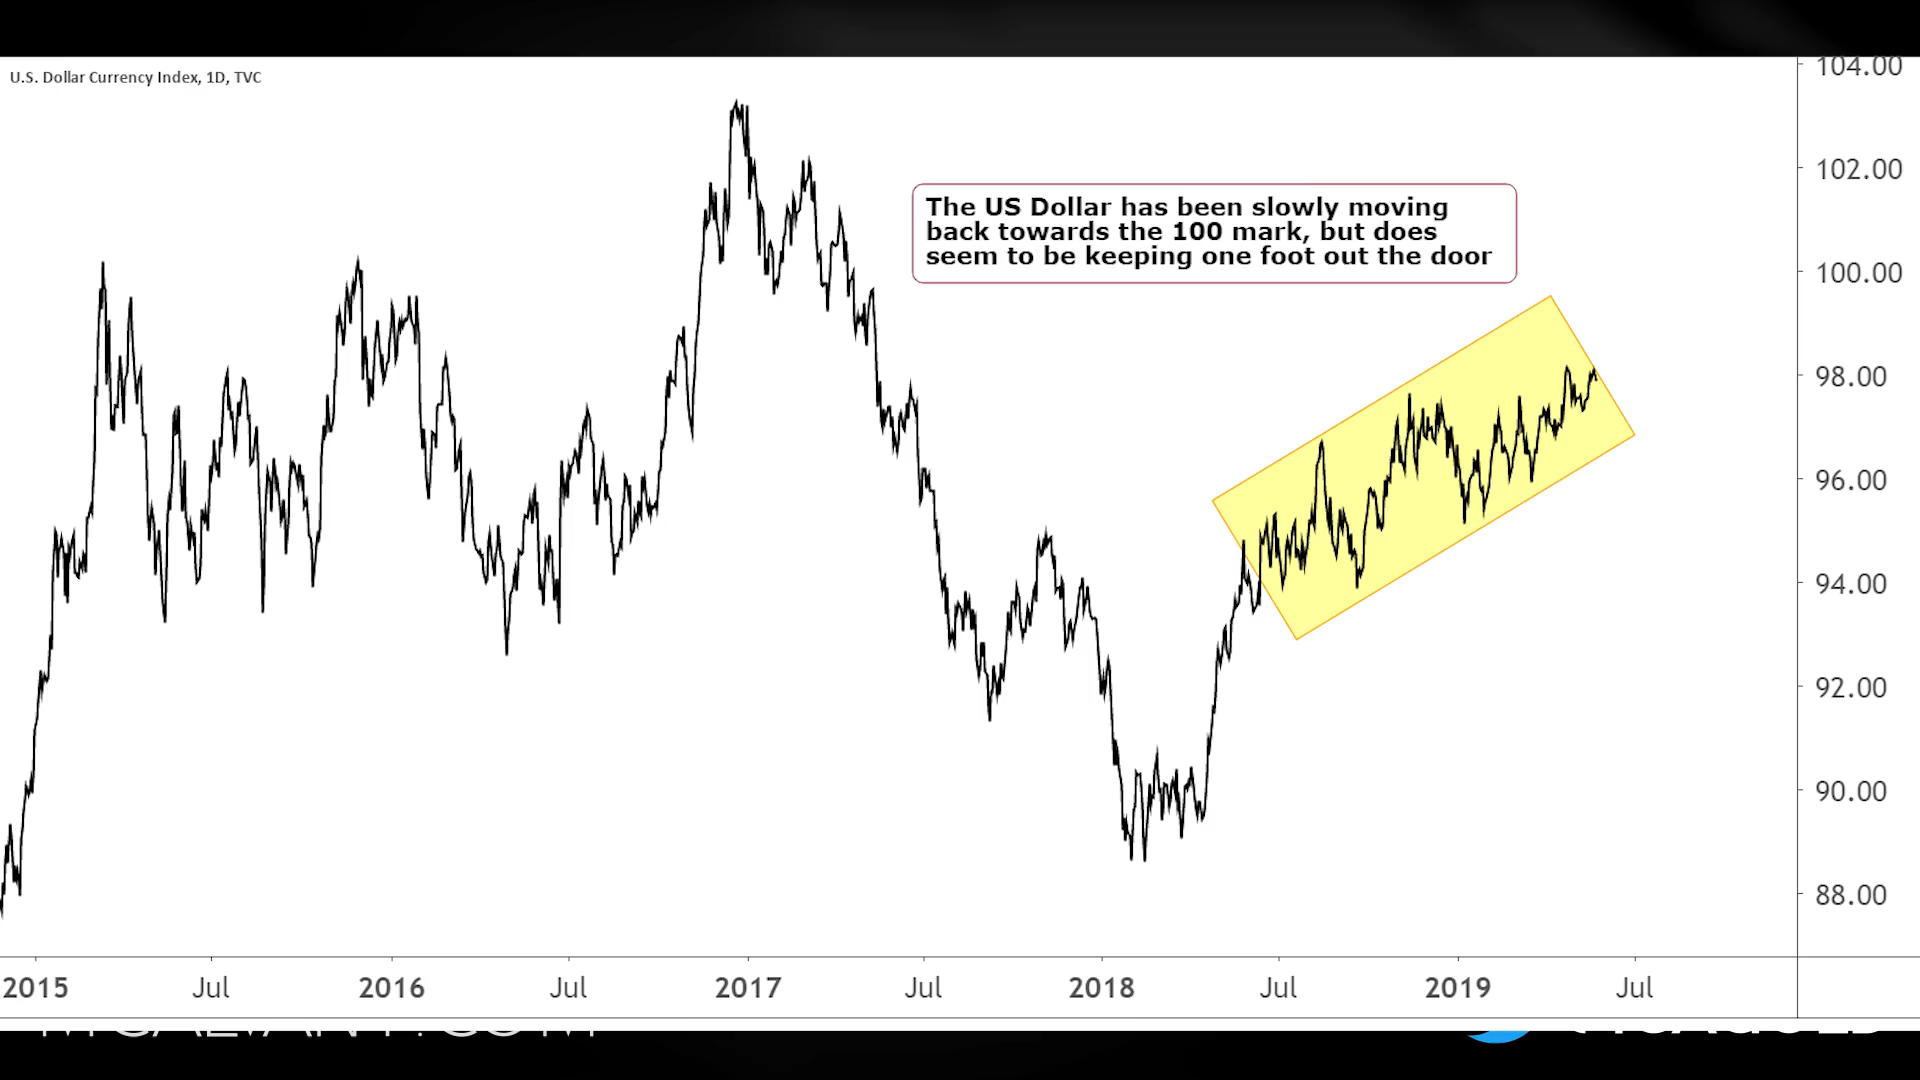 U.S. Dollar Currency Index, 1D, TVC
104.00
The US Dollar has been slowly moving
back towards the 100 mark, but does
seem to be keeping one foot out the door
102.00
100.00
98.00
96.00
94.00
92.00
90.00
88.00
2015 Jul 2016 Jul 2017 Jul 2018 Jul 2019 Jul
MCALVANY.COM